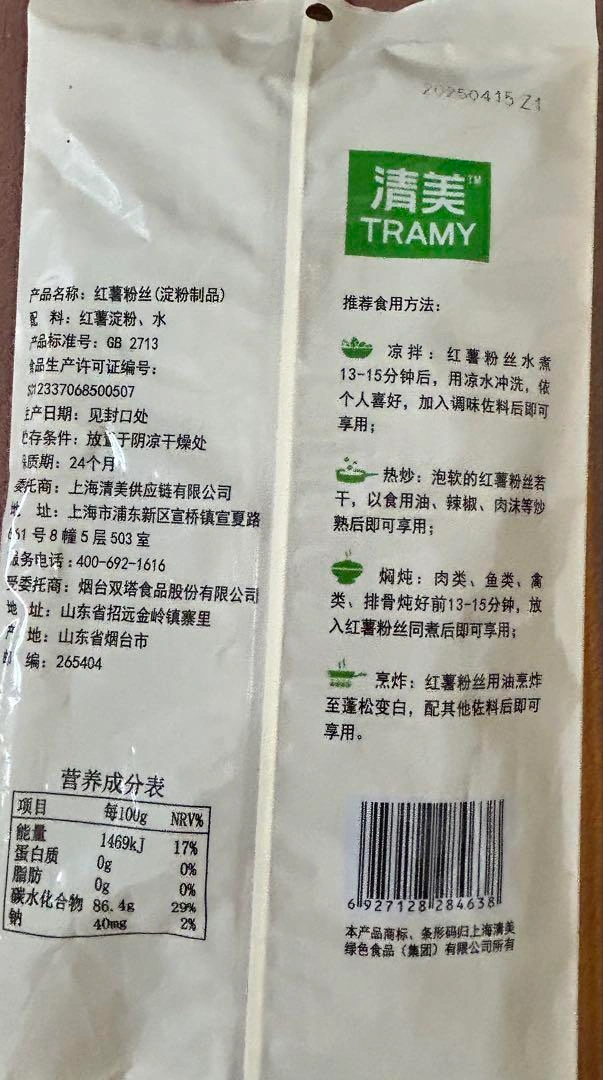 20250415 Z1
清美™
TRAMY
产品名称：红薯粉丝(淀粉制品)
配 料：红薯淀粉、水
产品标准号：GB 2713
食品生产许可证编号：
SC12337068500507
生产日期：见封口处
贮存条件：放置于阴凉干燥处
保质期：24个月
委托商：上海清美供应链有限公司
地 址：上海市浦东新区宣桥镇宣夏路
651号8幢5层503室
服务电话：400-692-1616
受委托商：烟台双塔食品股份有限公司
地 址：山东省招远金岭镇寨里
产 地：山东省烟台市
邮 编：265404
营养成分表
项目 每100g NRV%
能量 1469kJ 17%
蛋白质 0g 0%
脂肪 0g 0%
碳水化合物 86.4g 29%
钠 40mg 2%
推荐食用方法：
凉拌：红薯粉丝水煮
13-15分钟后，用凉水冲洗，依
个人喜好，加入调味佐料后即可
享用；
热炒：泡软的红薯粉丝若
干，以食用油、辣椒、肉沫等炒
熟后即可享用；
焖炖：肉类、鱼类、禽
类、排骨炖好前13-15分钟，放
入红薯粉丝同煮后即可享用；
烹炸：红薯粉丝用油烹炸
至蓬松变白，配其他佐料后即可
享用。
6 927128 284638
本产品商标、条形码归上海清美
绿色食品（集团）有限公司所有